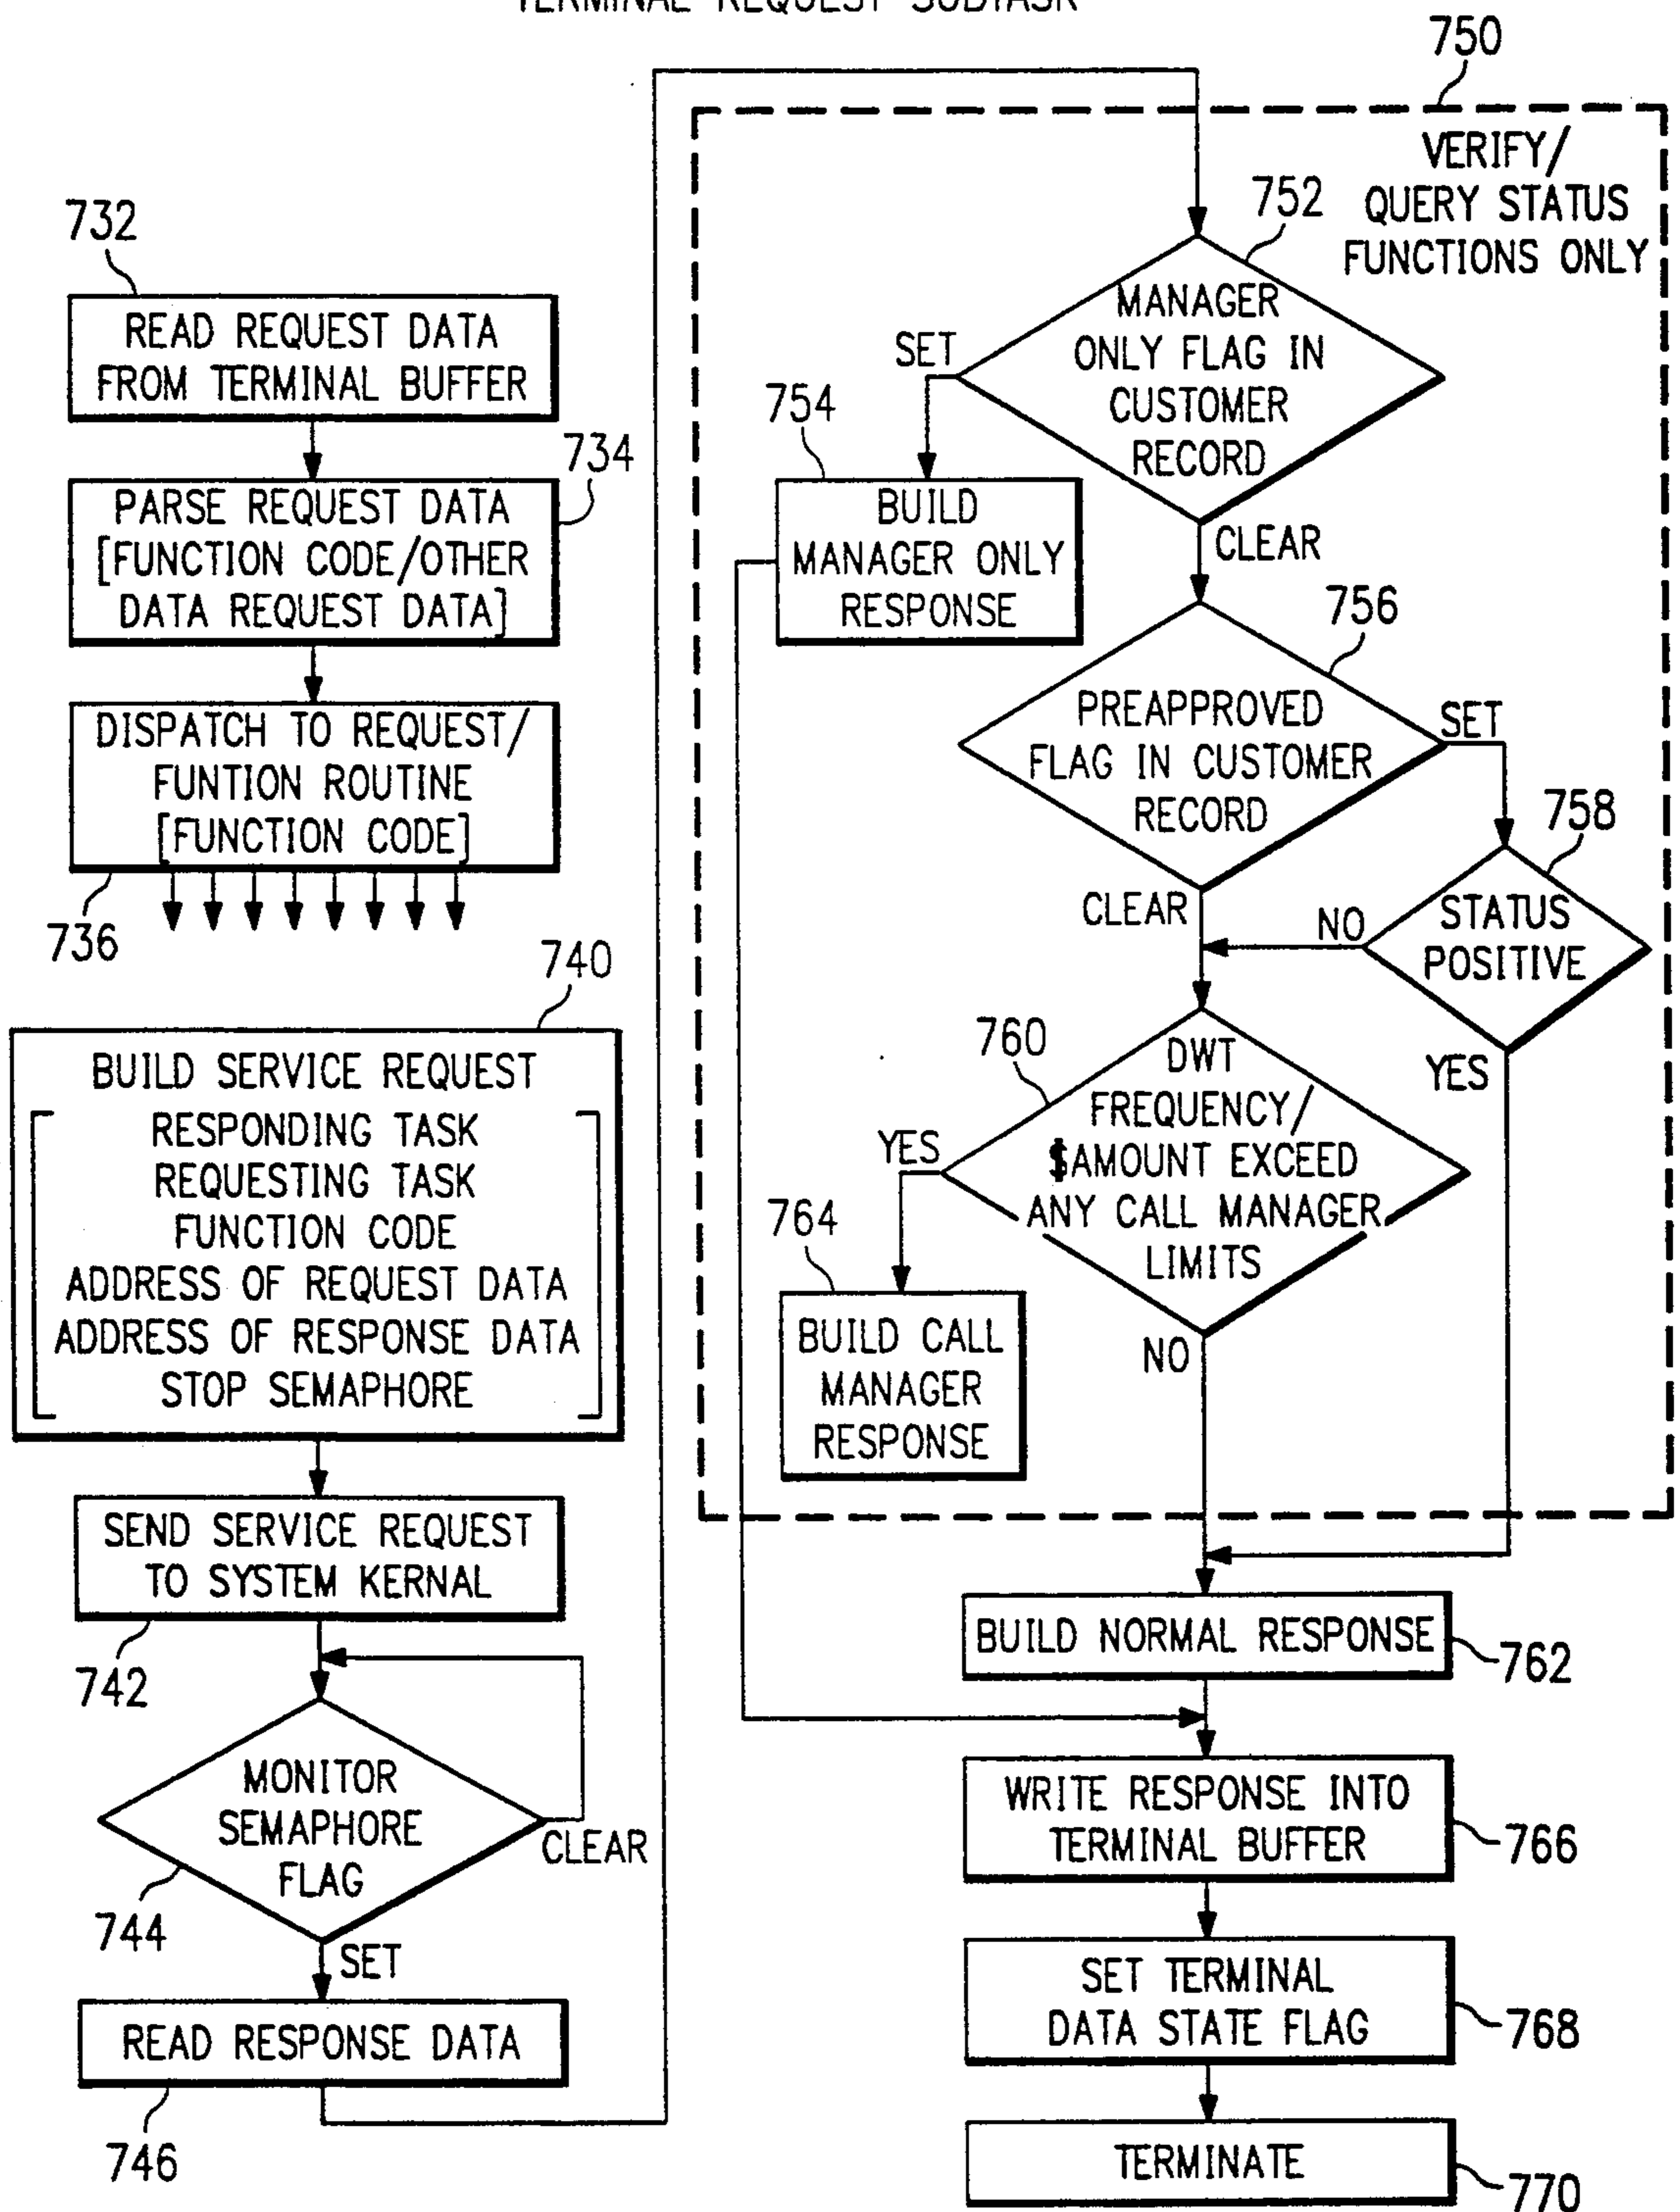 TERMINAL REQUEST SUBTASK
732
READ REQUEST DATA
FROM TERMINAL BUFFER
734
PARSE REQUEST DATA
[FUNCTION CODE/OTHER
DATA REQUEST DATA]
DISPATCH TO REQUEST/
FUNTION ROUTINE
[FUNCTION CODE]
736
740
BUILD SERVICE REQUEST
RESPONDING TASK
REQUESTING TASK
FUNCTION CODE
ADDRESS OF REQUEST DATA
ADDRESS OF RESPONSE DATA
STOP SEMAPHORE
SEND SERVICE REQUEST
TO SYSTEM KERNAL
742
MONITOR
SEMAPHORE
FLAG
CLEAR
744
SET
READ RESPONSE DATA
746
750
VERIFY/
QUERY STATUS
FUNCTIONS ONLY
752
MANAGER
ONLY FLAG IN
CUSTOMER
RECORD
SET
754
BUILD
MANAGER ONLY
RESPONSE
CLEAR
756
PREAPPROVED
FLAG IN CUSTOMER
RECORD
SET
758
STATUS
POSITIVE
NO
CLEAR
YES
760
DWT
FREQUENCY/
$AMOUNT EXCEED
ANY CALL MANAGER
LIMITS
YES
764
BUILD CALL
MANAGER
RESPONSE
NO
BUILD NORMAL RESPONSE
762
WRITE RESPONSE INTO
TERMINAL BUFFER
766
SET TERMINAL
DATA STATE FLAG
768
TERMINATE
770